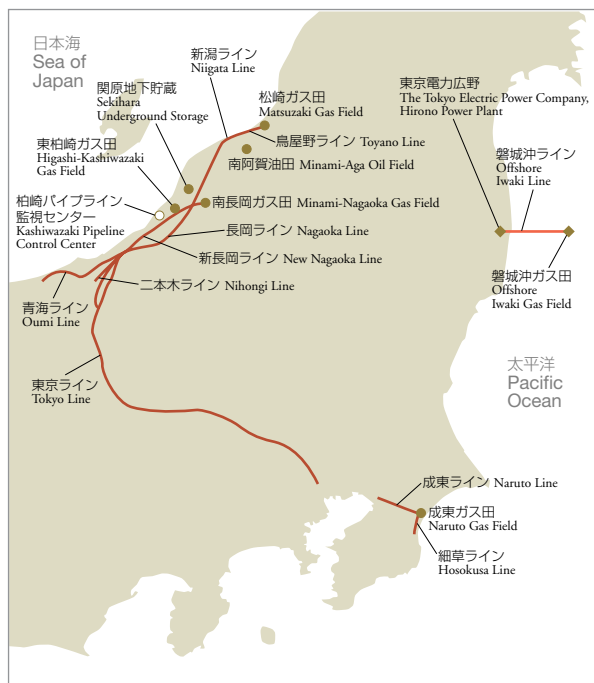 日本海
Sea of
Japan
新潟ライン
Niigata Line
関原地下貯蔵
Sekihara
Underground Storage
松崎ガス田
Matsuzaki Gas Field
東京電力広野
The Tokyo Electric Power Company,
Hirono Power Plant
東柏崎ガス田
Higashi-Kashiwazaki
Gas Field
鳥屋野ライン Toyano Line
南阿賀油田 Minami-Aga Oil Field
磐城沖ライン
Offshore
Iwaki Line
柏崎パイプライン
監視センター
Kashiwazaki Pipeline
Control Center
南長岡ガス田 Minami-Nagaoka Gas Field
長岡ライン Nagaoka Line
新長岡ライン New Nagaoka Line
二本木ライン Nihongi Line
青海ライン
Oumi Line
磐城沖ガス田
Offshore
Iwaki Gas Field
東京ライン
Tokyo Line
太平洋
Pacific
Ocean
成東ライン Naruto Line
成東ガス田
Naruto Gas Field
細草ライン
Hosokusa Line